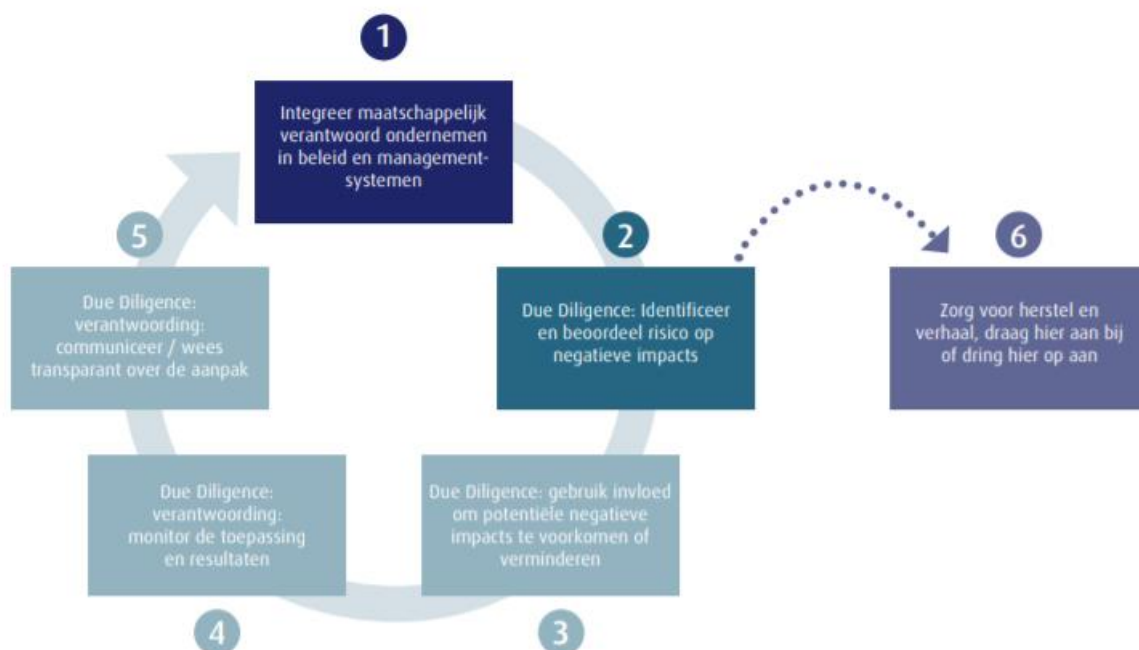 1
Integreer maatschappelijk
verantwoord ondernemen
in beleid en management-
systemen
2
Due Diligence: Identificeer
en beoordeel risico op
negatieve impacts
3
Due Diligence: gebruik invloed
om potentiële negatieve
impacts te voorkomen of
verminderen
4
Due Diligence:
verantwoording:
monitor de toepassing
en resultaten
5
Due Diligence:
verantwoording:
communiceer / wees
transparant over de aanpak
6
Zorg voor herstel en
verhaal, draag hier aan bij
of dring hier op aan